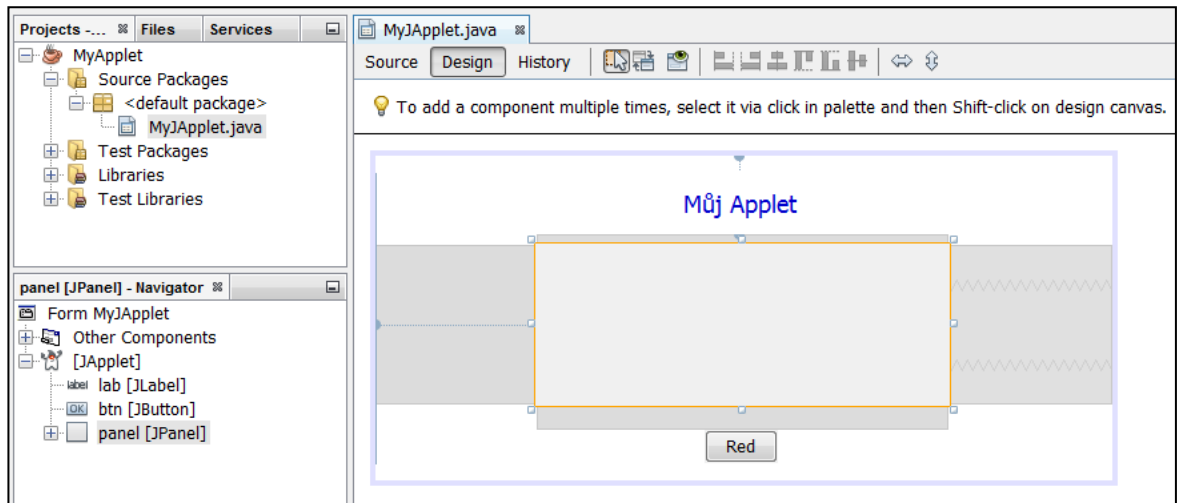 Projects -... Files Services
MyApplet
Source Packages
<default package>
MyJApplet.java
Test Packages
Libraries
Test Libraries
panel [JPanel] - Navigator
Form MyJApplet
Other Components
[JApplet]
label lab [JLabel]
OK btn [JButton]
panel [JPanel]
MyJApplet.java
Source Design History
To add a component multiple times, select it via click in palette and then Shift-click on design canvas.
Můj Applet
Red